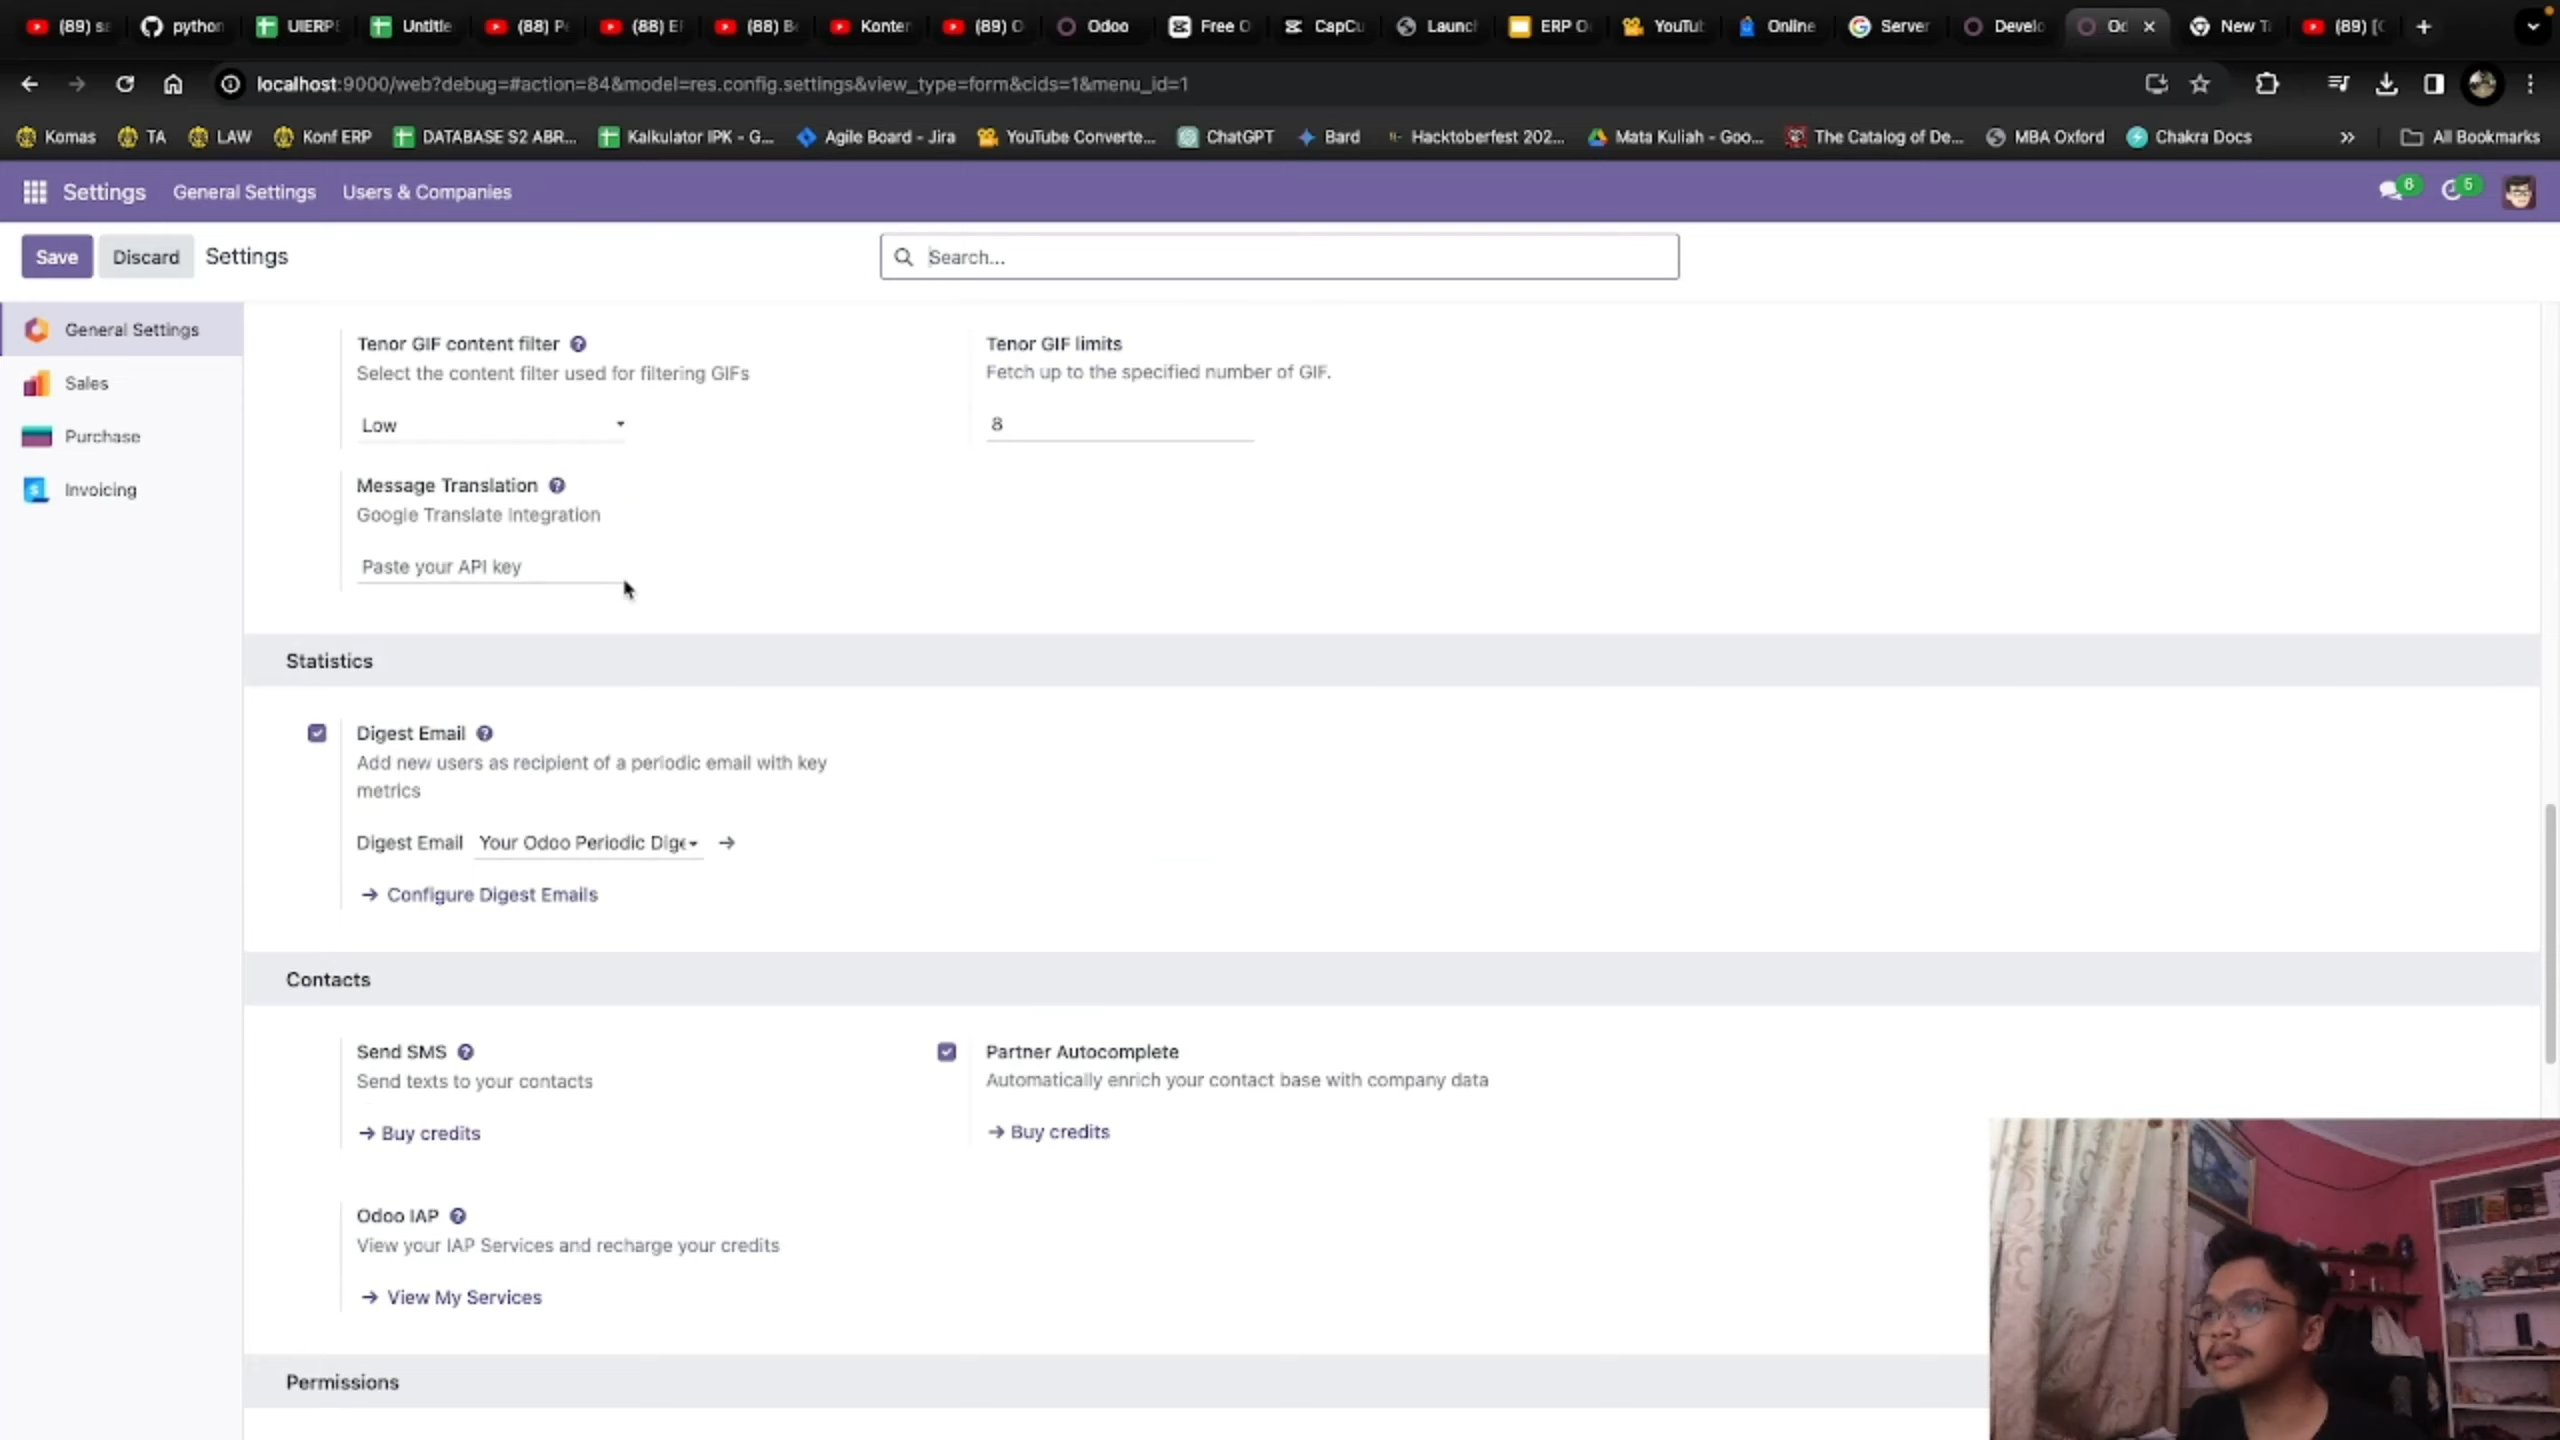 (89) s
python
UIERP
Untitle
(88) P
(88) E
(88) B
Konter
(89) O
Odoo
Free O
CapCu
Launc
ERP O
YouTub
Online
Server
Develo
Od
New T
(89) [
localhost:9000/web?debug=#action=84&model=res.config.settings&view_type=form&cids=1&menu_id=1
Komas
TA
LAW
Konf ERP
DATABASE S2 ABR...
Kalkulator IPK - G...
Agile Board - Jira
YouTube Converte...
ChatGPT
Bard
Hacktoberfest 202...
Mata Kuliah - Goo...
The Catalog of De...
MBA Oxford
Chakra Docs
All Bookmarks
Settings
General Settings
Users & Companies
6
5
Save
Discard
Settings
Search...
General Settings
Sales
Purchase
Invoicing
Tenor GIF content filter
Select the content filter used for filtering GIFs
Low
Tenor GIF limits
Fetch up to the specified number of GIF.
8
Message Translation
Google Translate Integration
Paste your API key
Statistics
Digest Email
Add new users as recipient of a periodic email with key
metrics
Digest Email Your Odoo Periodic Dige
Configure Digest Emails
Contacts
Send SMS
Send texts to your contacts
Buy credits
Partner Autocomplete
Automatically enrich your contact base with company data
Buy credits
Odoo IAP
View your IAP Services and recharge your credits
View My Services
Permissions